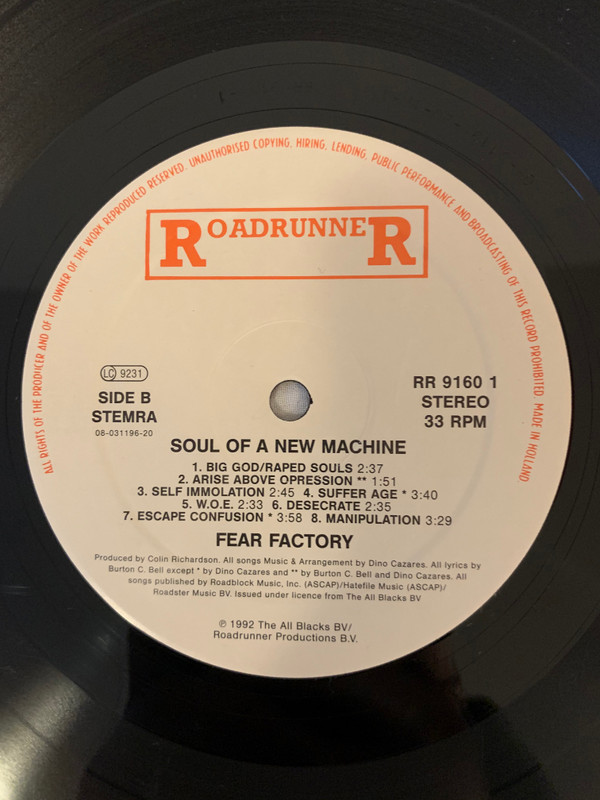 ALL RIGHTS OF THE PRODUCER AND OF THE OWNER OF THE WORK REPRODUCED RESERVED. UNAUTHORISED COPYING, HIRING, LENDING, PUBLIC PERFORMANCE AND BROADCASTING OF THIS RECORD PROHIBITED. MADE IN HOLLAND
ROADRUNNER
LC 9231
SIDE B
STEMRA
08-031196-20
RR 9160 1
STEREO
33 RPM
SOUL OF A NEW MACHINE
1. BIG GOD/RAPED SOULS 2:37
2. ARISE ABOVE OPRESSION ** 1:51
3. SELF IMMOLATION 2:45 4. SUFFER AGE * 3:40
5. W.O.E. 2:33 6. DESECRATE 2:35
7. ESCAPE CONFUSION * 3:58 8. MANIPULATION 3:29
FEAR FACTORY
Produced by Colin Richardson. All songs Music & Arrangement by Dino Cazares. All lyrics by
Burton C. Bell except * by Dino Cazares and ** by Burton C. Bell and Dino Cazares. All
songs published by Roadblock Music, Inc. (ASCAP)/Hatefile Music (ASCAP)/
Roadster Music BV. Issued under licence from The All Blacks BV
℗ 1992 The All Blacks BV/
Roadrunner Productions B.V.